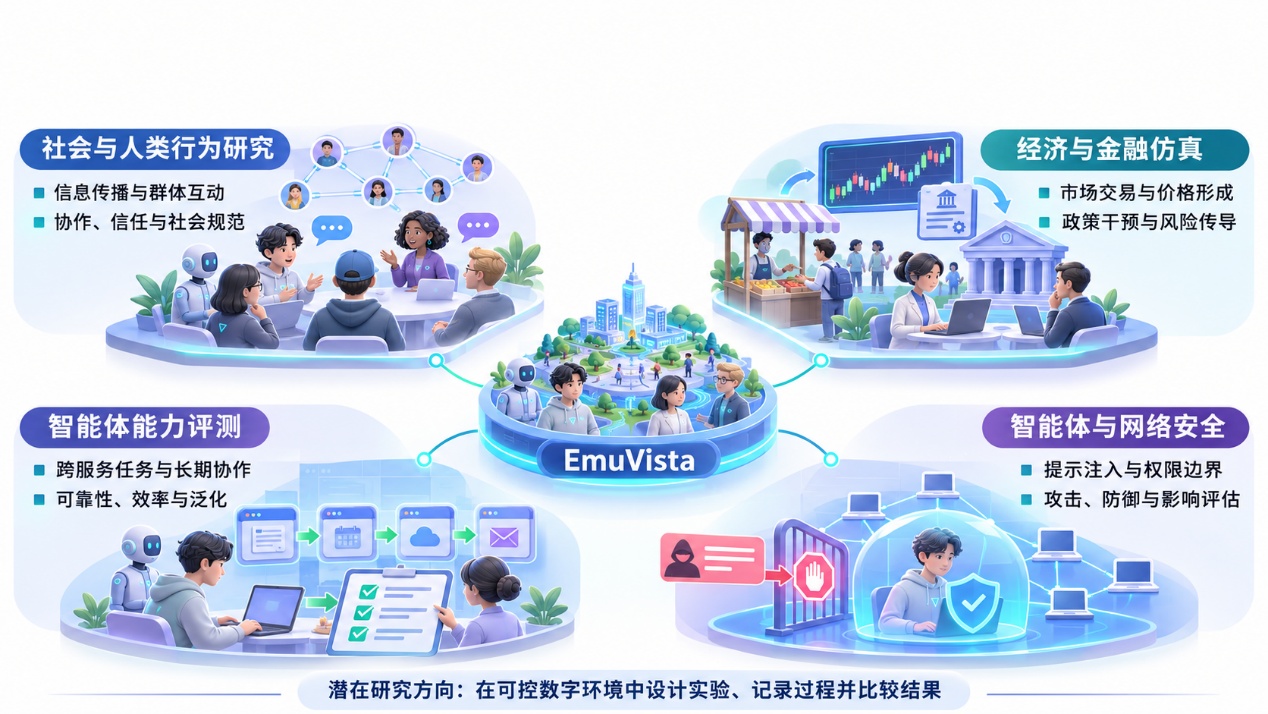 社会与人类行为研究
信息传播与群体互动
协作、信任与社会规范
经济与金融仿真
市场交易与价格形成
政策干预与风险传导
EmuVista
智能体能力评测
跨服务任务与长期协作
可靠性、效率与泛化
智能体与网络安全
提示注入与权限边界
攻击、防御与影响评估
潜在研究方向：在可控数字环境中设计实验、记录过程并比较结果